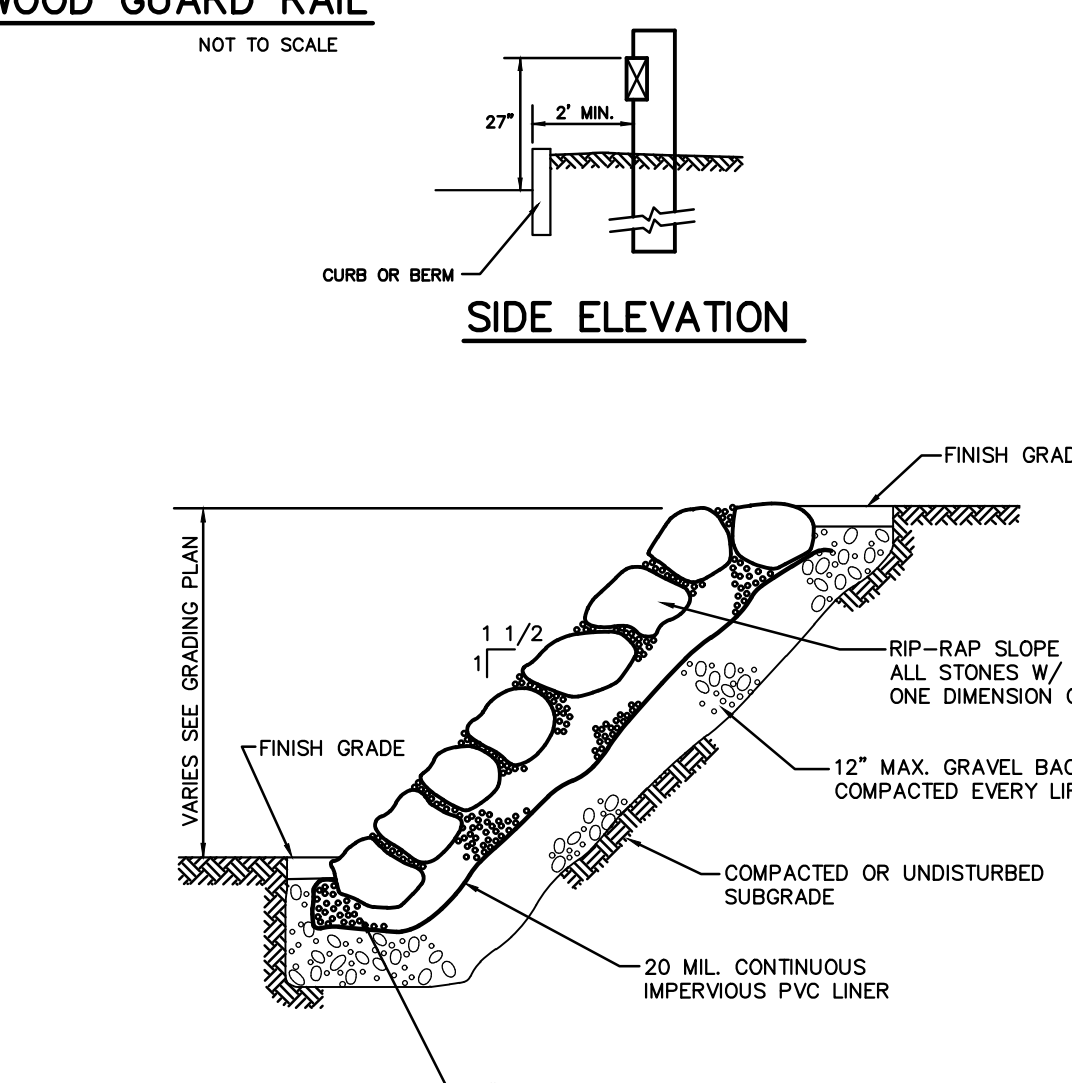 WOOD GUARD RAIL
NOT TO SCALE
27"
2' MIN.
CURB OR BERM
SIDE ELEVATION
FINISH GRAD
VARIES SEE GRADING PLAN
1 1/2
1
RIP-RAP SLOPE
ALL STONES W/
ONE DIMENSION
FINISH GRADE
12" MAX. GRAVEL BAC
COMPACTED EVERY LIF
COMPACTED OR UNDISTURBED
SUBGRADE
20 MIL. CONTINUOUS
IMPERVIOUS PVC LINER